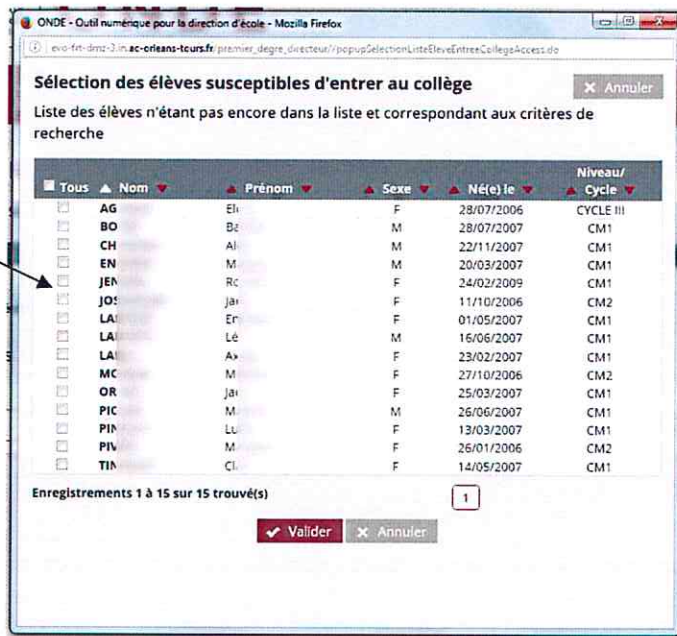 ONDE - Outil numérique pour la direction d'école - Mozilla Firefox
evo-frt-dmz-3.in.ac-orleans-tours.fr/premier_degre_directeur//popupSelectionListeEleveEntreeCollegeAccess.do
Sélection des élèves susceptibles d'entrer au collège
Annuler
Liste des élèves n'étant pas encore dans la liste et correspondant aux critères de
recherche
Tous Nom Prénom Sexe Né(e) le Niveau/ Cycle
AG El F 28/07/2006 CYCLE III
BO Ba M 28/07/2007 CM1
CH Al M 22/11/2007 CM1
EN M M 20/03/2007 CM1
JEN Ro F 24/02/2009 CM1
JOS Ja F 11/10/2006 CM2
LA Er F 01/05/2007 CM1
LA Lé M 16/06/2007 CM1
LA Ax F 23/02/2007 CM1
MO M F 27/10/2006 CM2
OR Ja F 25/03/2007 CM1
PIC M M 26/06/2007 CM1
PIN Lu F 13/03/2007 CM1
PIV M F 26/01/2006 CM2
TIN Cl F 14/05/2007 CM1
Enregistrements 1 à 15 sur 15 trouvé(s) 1
Valider Annuler